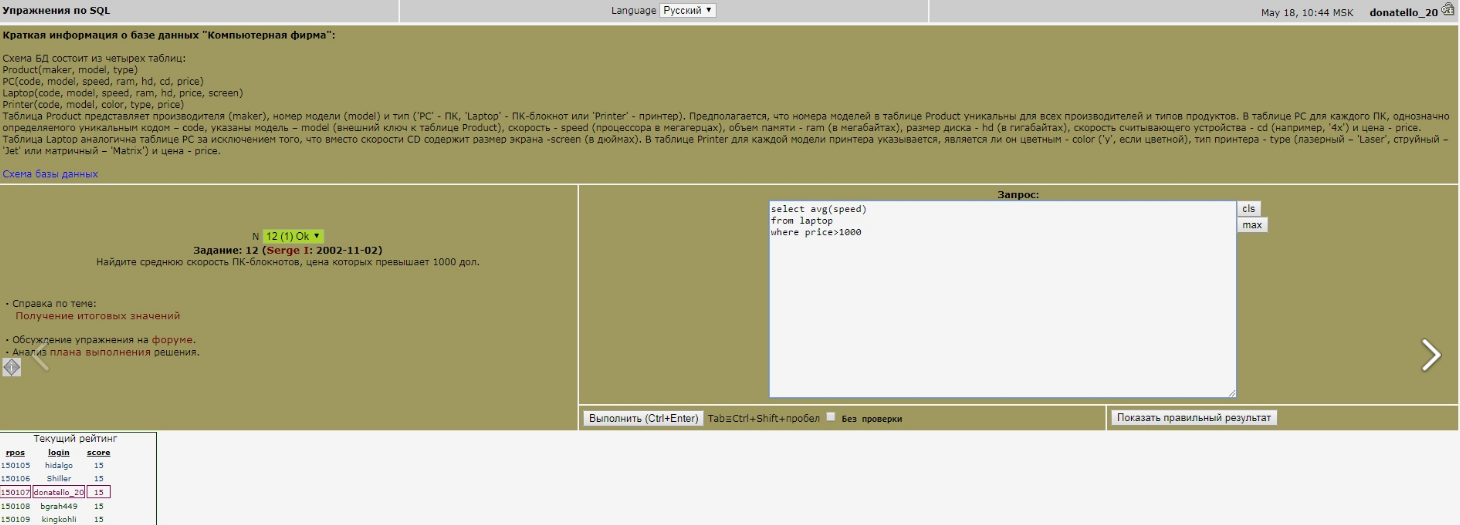 Упражнения по SQL
Language Русский
May 18, 10:44 MSK donatello_20
Краткая информация о базе данных "Компьютерная фирма":
Схема БД состоит из четырех таблиц:
Product(maker, model, type)
PC(code, model, speed, ram, hd, cd, price)
Laptop(code, model, speed, ram, hd, price, screen)
Printer(code, model, color, type, price)
Таблица Product представляет производителя (maker), номер модели (model) и тип ('PC' - ПК, 'Laptop' - ПК-блокнот или 'Printer' - принтер). Предполагается, что номера моделей в таблице Product уникальны для всех производителей и типов продуктов. В таблице PC для каждого ПК, однозначно
определяемого уникальным кодом – code, указаны модель – model (внешний ключ к таблице Product), скорость - speed (процессора в мегагерцах), объем памяти - ram (в мегабайтах), размер диска - hd (в гигабайтах), скорость считывающего устройства - cd (например, '4x') и цена - price.
Таблица Laptop аналогична таблице PC за исключением того, что вместо скорости CD содержит размер экрана -screen (в дюймах). В таблице Printer для каждой модели принтера указывается, является ли он цветным - color ('y', если цветной), тип принтера - type (лазерный – 'Laser', струйный –
'Jet' или матричный – 'Matrix') и цена - price.
Схема базы данных
N 12 (1) Ok
Задание: 12 (Serge I: 2002-11-02)
Найдите среднюю скорость ПК-блокнотов, цена которых превышает 1000 дол.
• Справка по теме:
Получение итоговых значений
• Обсуждение упражнения на форуме.
• Анализ плана выполнения решения.
Запрос:
select avg(speed)
from laptop
where price>1000
cls
max
Выполнить (Ctrl+Enter) Tab≡Ctrl+Shift+пробел Без проверки
Показать правильный результат
Текущий рейтинг
rpos login score
150105 hidalgo 15
150106 Shiller 15
150107 donatello_20 15
150108 bgrah449 15
150109 kingkohli 15